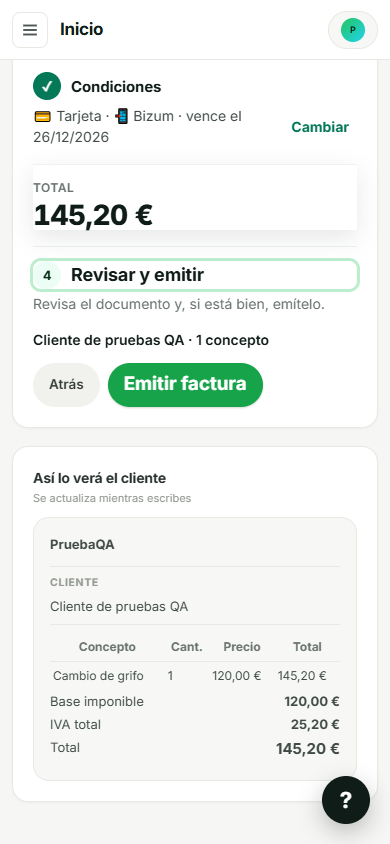 Inicio
P
Condiciones
💳 Tarjeta · 📲 Bizum · vence el
26/12/2026
Cambiar
TOTAL
145,20 €
4 Revisar y emitir
Revisa el documento y, si está bien, emítelo.
Cliente de pruebas QA · 1 concepto
Atrás
Emitir factura
Así lo verá el cliente
Se actualiza mientras escribes
PruebaQA
CLIENTE
Cliente de pruebas QA
Concepto Cant. Precio Total
Cambio de grifo 1 120,00 € 145,20 €
Base imponible 120,00 €
IVA total 25,20 €
Total 145,20 €
?